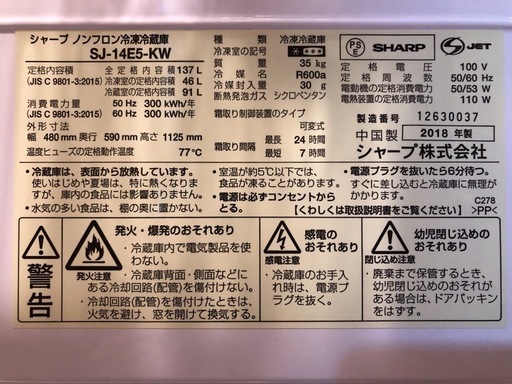 シャープ ノンフロン冷凍冷蔵庫
SJ-14E5-KW
定格内容積 全 定格内容積 137 L
(JIS C 9801-3:2015) 冷凍室の定格内容積 46 L
冷蔵室の定格内容積 91 L
消費電力量 50 Hz 300 kWh/年
(JIS C 9801-3:2015) 60 Hz 300 kWh/年
外形寸法
幅 480 mm 奥行 590 mm 高さ 1125 mm
温度ヒューズの定格動作温度 77℃
種類 冷凍冷蔵庫
冷凍室の記号
質量 35 kg
冷媒 R600a
冷媒封入量 30 g
断熱発泡ガス シクロペンタン
霜取り制御装置のタイプ
可変式
霜取り間隔 最長 24 時間
最短 7 時間
PS
E
SHARP
S JET
定格電圧 100 V
定格周波数 50/60 Hz
電動機の定格消費電力 50/53 W
電熱装置の定格消費電力 110 W
製造番号 12630037
中国製 2018 年製
シャープ株式会社
・冷蔵庫は、表面から放熱しています。
使いはじめや夏場は、特に熱くなりま
すが、庫内の食品には影響ありません。
・水気の多い食品は、棚の奥に置かない。
・室温が約5℃以下では、
食品が凍ることがあります。
・電源は必ずコンセントから
とる。
・電源プラグを抜いたら6分待つ。
すぐに差し込むと冷蔵庫に無理が
かかります。
【くわしくは取扱説明書をご覧ください】
C278
>PP<
警告
発火注意
発火・爆発のおそれあり
・冷蔵庫内で電気製品を使
わない。
・冷蔵庫背面・側面などに
ある冷却回路(配管)を傷付けない。
・冷却回路(配管)を傷付けたときは、
火気を避け、窓を開けて換気する。
感電注意
感電の
おそれあり
・冷蔵庫のお手入
れ時は、電源プ
ラグを抜く。
閉じ込め注意
幼児閉じ込めの
おそれあり
・廃棄まで保管するとき、
幼児閉じ込めのおそれが
ある場合は、ドアパッキン
をはずす。